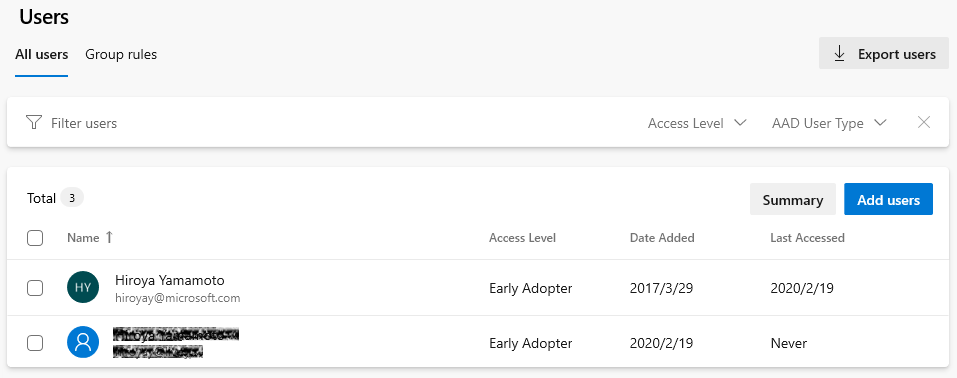 Users
All users Group rules Export users
Filter users Access Level AAD User Type
Total 3 Summary Add users
Name ↑ Access Level Date Added Last Accessed
HY Hiroya Yamamoto Early Adopter 2017/3/29 2020/2/19
hiroyay@microsoft.com
Early Adopter 2020/2/19 Never